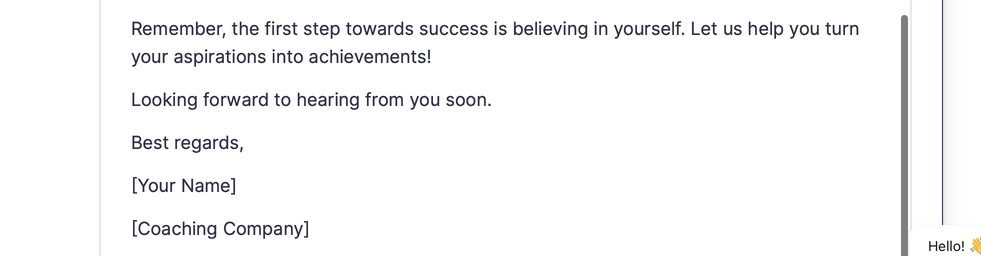 Remember, the first step towards success is believing in yourself. Let us help you turn
your aspirations into achievements!
Looking forward to hearing from you soon.
Best regards,
[Your Name]
[Coaching Company]
Hello! 👋